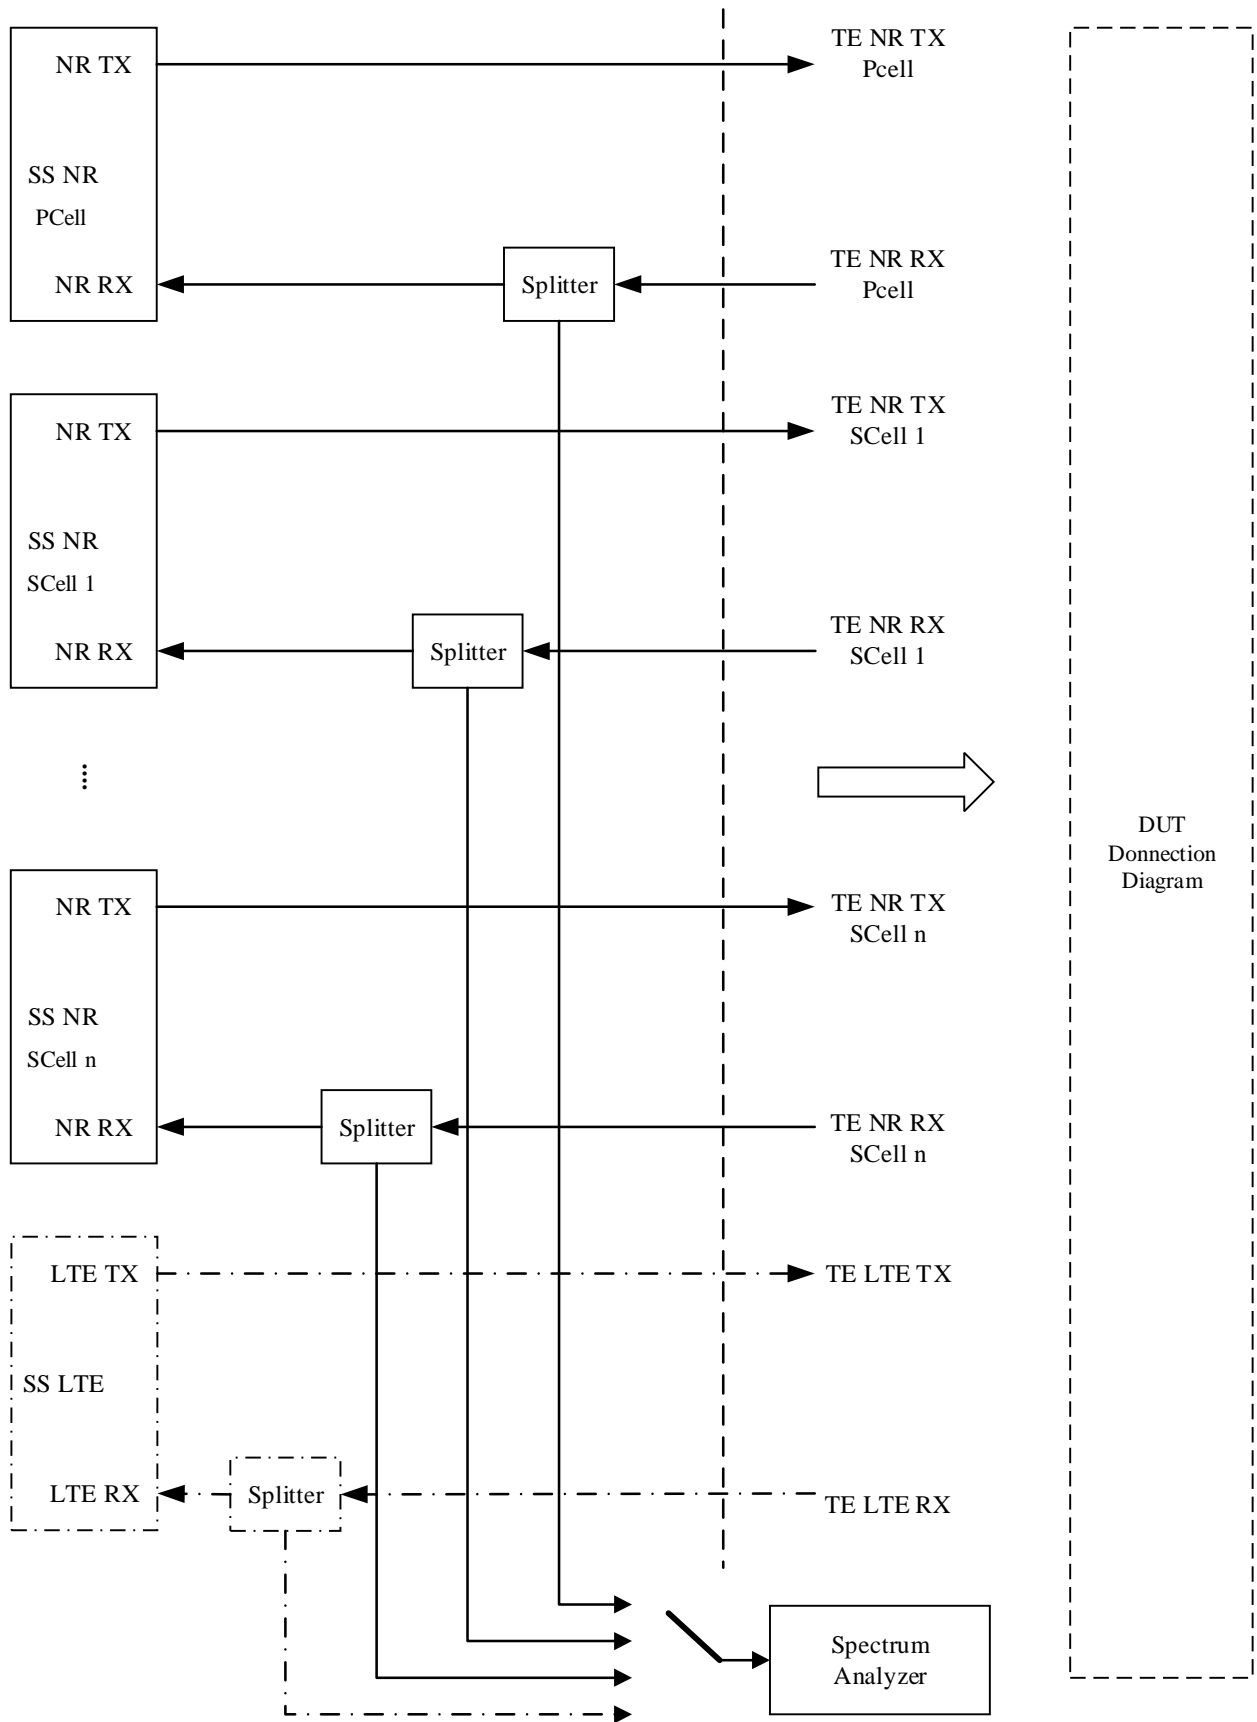 NR TX
TE NR TX
Pcell
SS NR
PCell
NR RX
Splitter
TE NR RX
Pcell
NR TX
TE NR TX
SCell 1
SS NR
SCell 1
NR RX
Splitter
TE NR RX
SCell 1
DUT
Donnection
Diagram
NR TX
TE NR TX
SCell n
SS NR
SCell n
NR RX
Splitter
TE NR RX
SCell n
LTE TX
TE LTE TX
SS LTE
LTE RX
Splitter
TE LTE RX
Spectrum
Analyzer